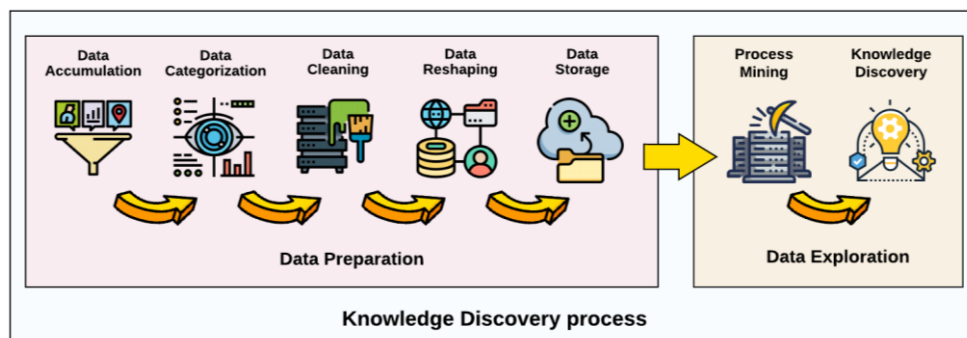 Data
Accumulation
Data
Categorization
Data
Cleaning
Data
Reshaping
Data
Storage
Data Preparation
Process
Mining
Knowledge
Discovery
Data Exploration
Knowledge Discovery process